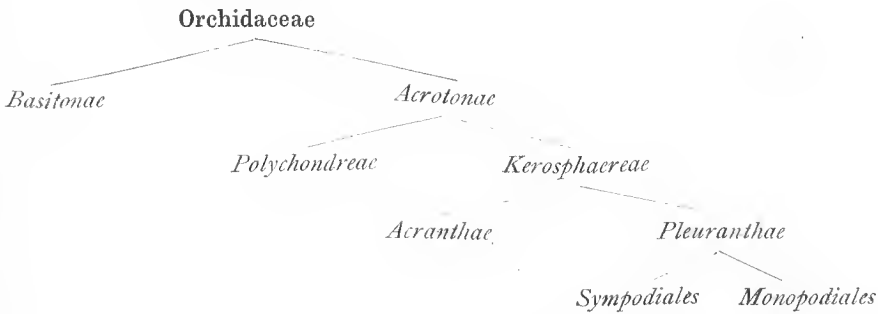 Orchidaceae
Basitonae Acrotonae
Polychondreae Kerosphaereae
Acranthae. Pleuranthae
Sympodiales Monopodiales